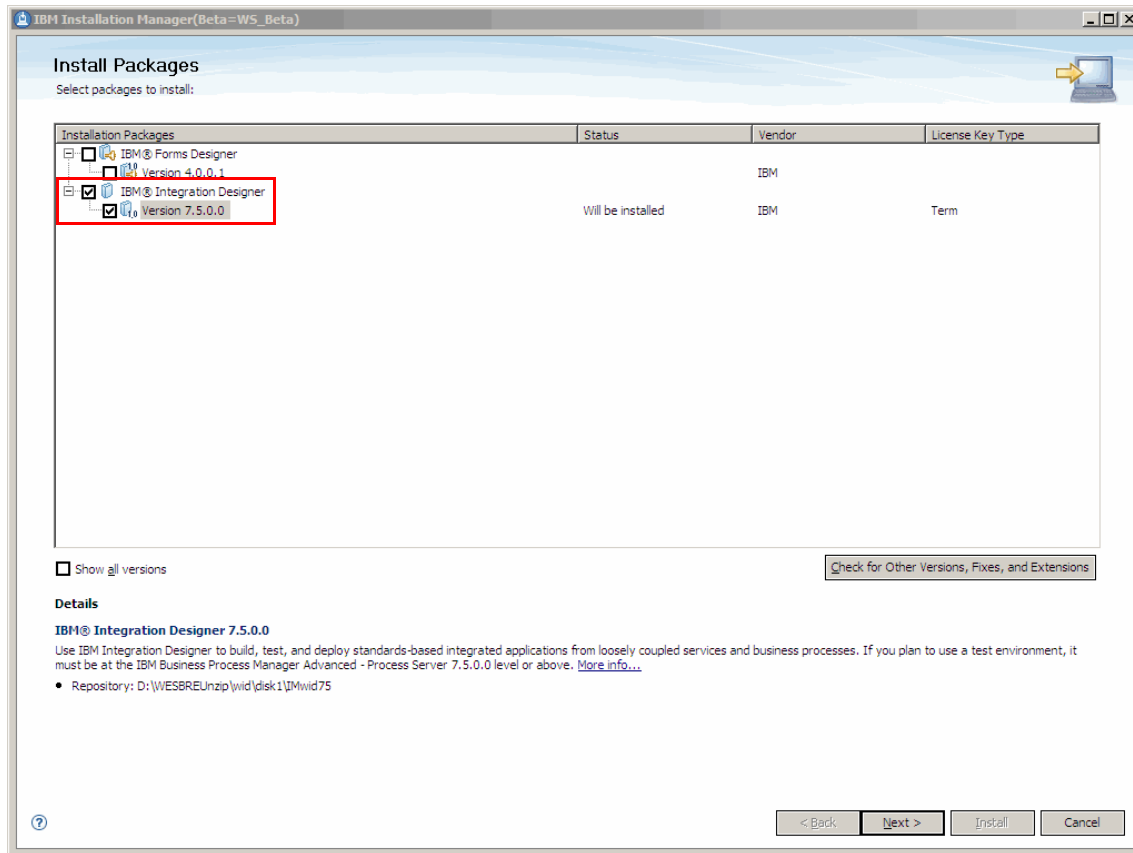 IBM Installation Manager(Beta=WS_Beta)
Install Packages
Select packages to install:
Installation Packages Status Vendor License Key Type
IBM® Forms Designer
Version 4.0.0.1 IBM
IBM® Integration Designer
Version 7.5.0.0 Will be installed IBM Term
Show all versions Check for Other Versions, Fixes, and Extensions
Details
IBM® Integration Designer 7.5.0.0
Use IBM Integration Designer to build, test, and deploy standards-based integrated applications from loosely coupled services and business processes. If you plan to use a test environment, it
must be at the IBM Business Process Manager Advanced - Process Server 7.5.0.0 level or above. More info...
• Repository: D:\WESBREUnzip\wid\disk1\IMwid75
? < Back Next > Install Cancel